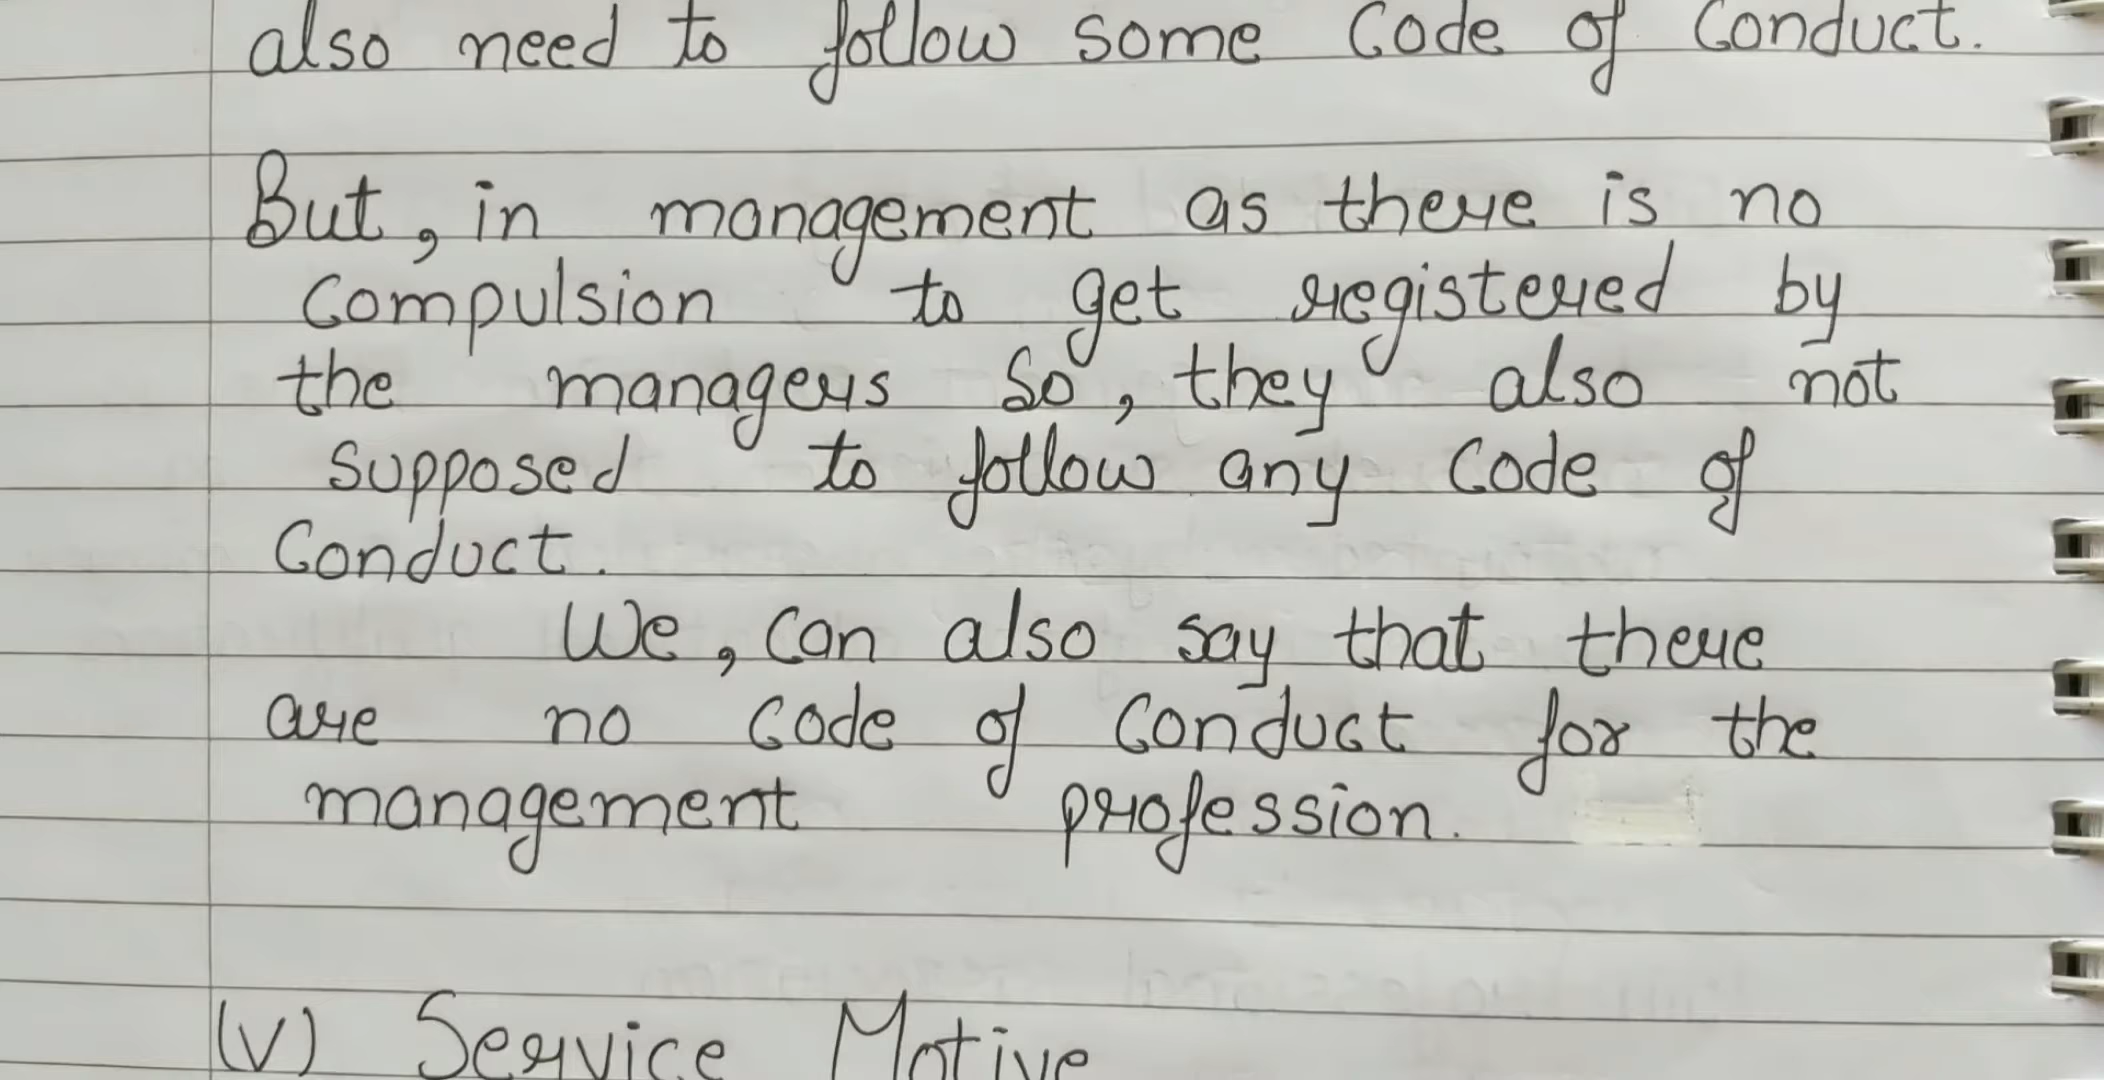 also need to follow some Code of Conduct.
But, in management as there is no
Compulsion to get registered by
the managers So, they also not
supposed to follow any Code of
Conduct.
We, can also say that there
are no Code of Conduct for the
management profession.
(V) Service Motive